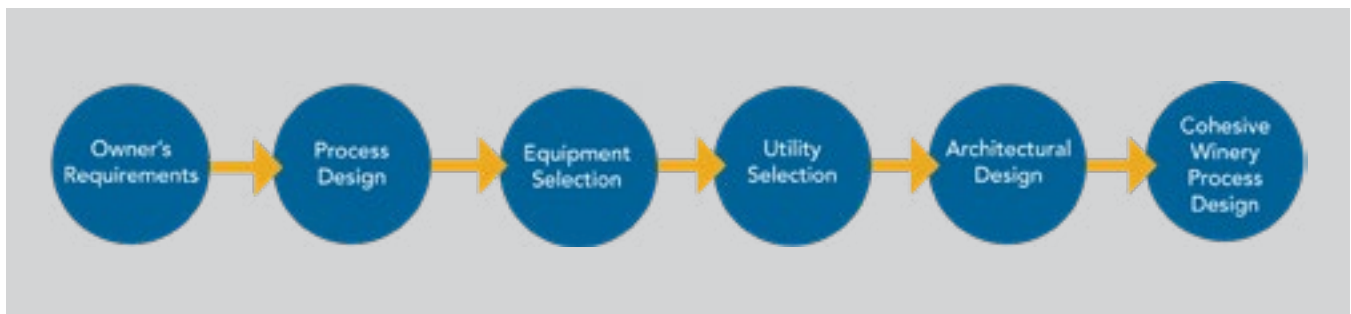 Owner's
Requirements
Process
Design
Equipment
Selection
Utility
Selection
Architectural
Design
Cohesive
Winery
Process
Design